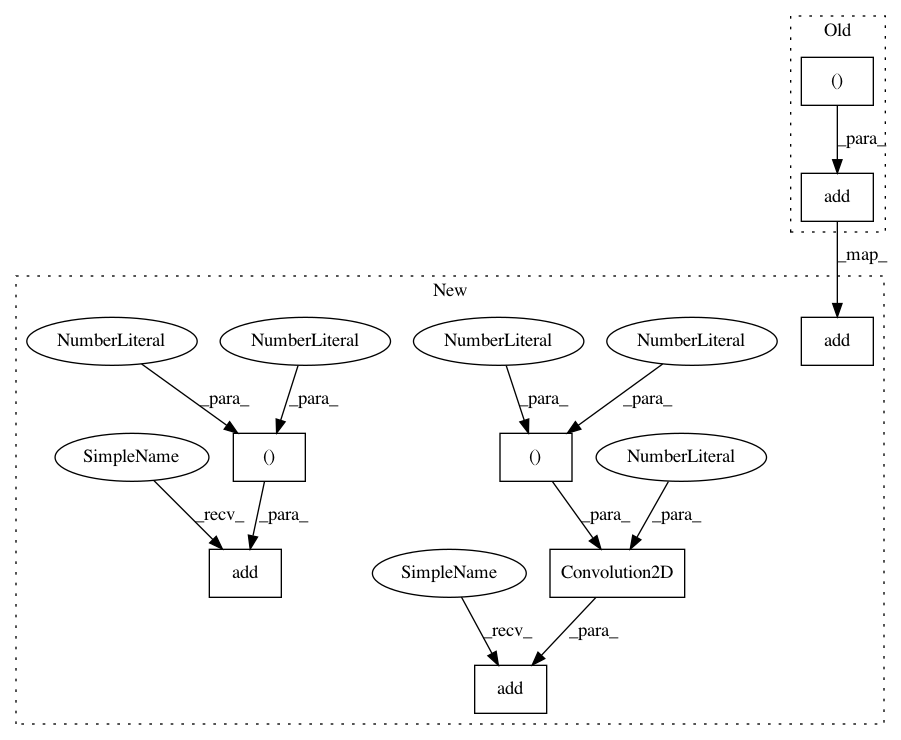 Old
()
_para_
add
_map_
New
NumberLiteral
NumberLiteral
NumberLiteral
NumberLiteral
add
_para_
_para_
_para_
_para_
SimpleName
()
()
NumberLiteral
_recv_
_para_
_para_
_para_
add
SimpleName
Convolution2D
_recv_
_para_
add